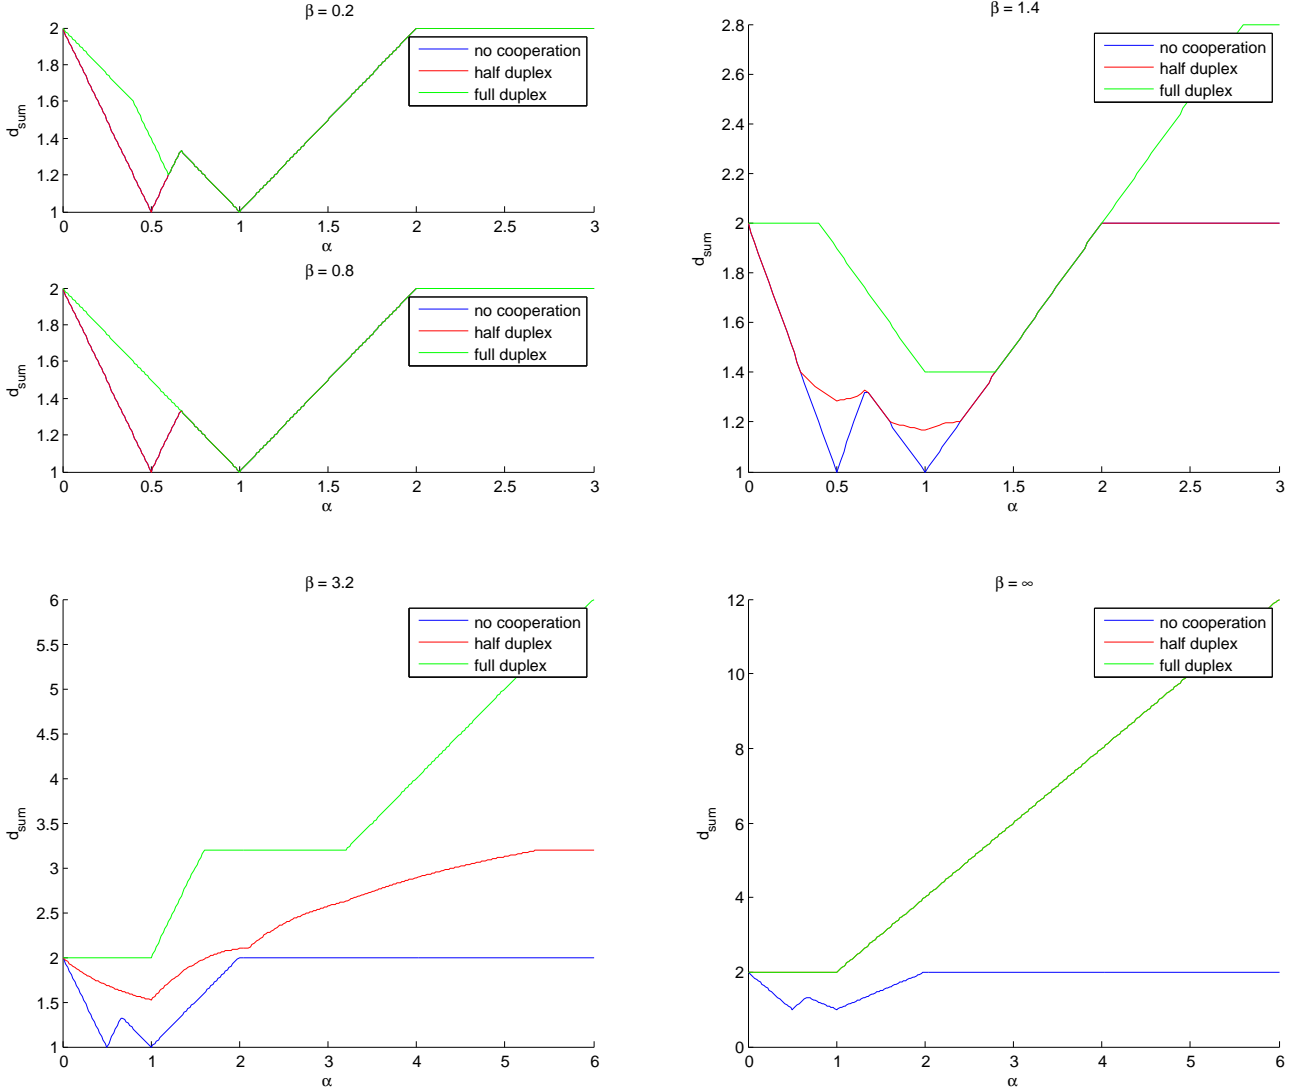 β = 0.2
d_sum
2
1.8
1.6
1.4
1.2
1
0 0.5 1 1.5 2 2.5 3
α
no cooperation
half duplex
full duplex
β = 0.8
d_sum
2
1.8
1.6
1.4
1.2
1
0 0.5 1 1.5 2 2.5 3
α
no cooperation
half duplex
full duplex
β = 1.4
d_sum
2.8
2.6
2.4
2.2
2
1.8
1.6
1.4
1.2
1
0 0.5 1 1.5 2 2.5 3
α
no cooperation
half duplex
full duplex
β = 3.2
d_sum
6
5.5
5
4.5
4
3.5
3
2.5
2
1.5
1
0 1 2 3 4 5 6
α
no cooperation
half duplex
full duplex
β = ∞
d_sum
12
10
8
6
4
2
0
0 1 2 3 4 5 6
α
no cooperation
half duplex
full duplex